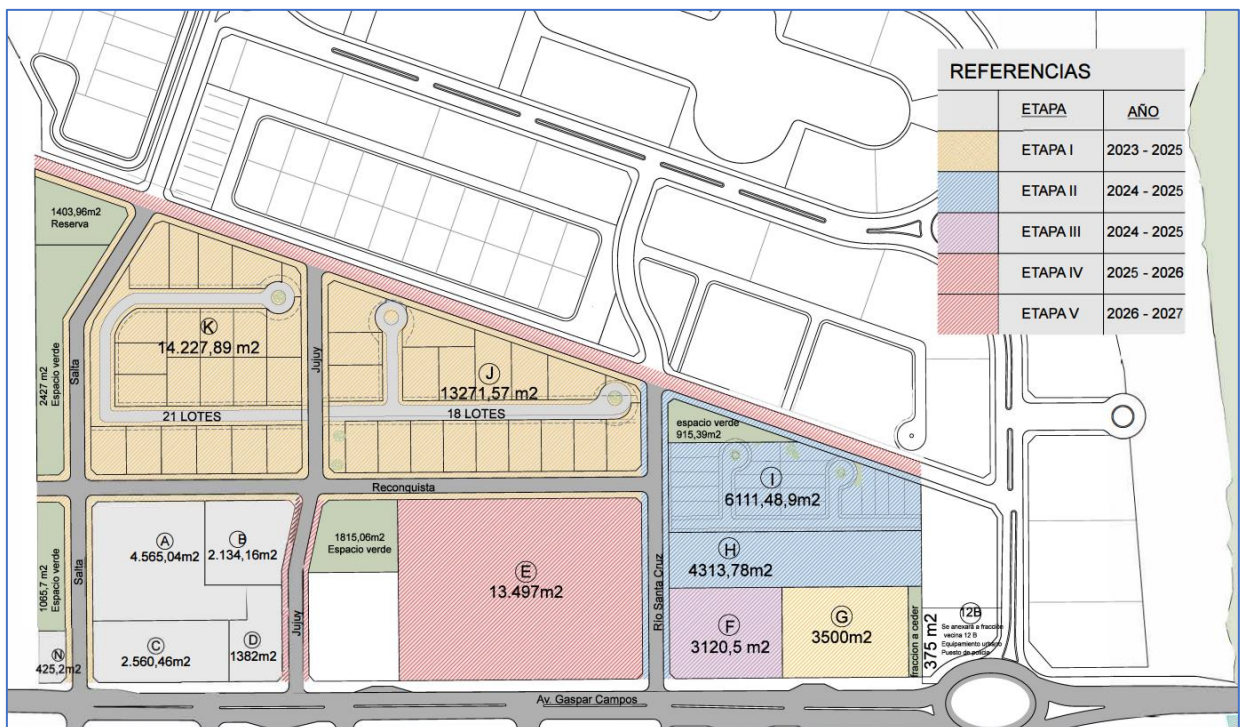 REFERENCIAS
ETAPA AÑO
ETAPA I 2023 - 2025
ETAPA II 2024 - 2025
ETAPA III 2024 - 2025
ETAPA IV 2025 - 2026
ETAPA V 2026 - 2027
1403,96m2
Reserva
2427 m2
Espacio verde
Salta
K
14.227,89 m2
21 LOTES
Jujuy
J
13271,57 m2
18 LOTES
espacio verde
915,39m2
I
6111,48,9m2
Reconquista
1065,7 m2
Espacio verde
Salta
A
4.565,04m2
B
2.134,16m2
C
2.560,46m2
D
1382m2
N
425,2m2
Jujuy
1815,06m2
Espacio verde
E
13.497m2
Río Santa Cruz
H
4313,78m2
F
3120,5 m2
G
3500m2
fraccion a ceder
375 m2
12B
Se anexará a fracción
vecina 12 B
Equipamiento urbano
Puesto de policía
Av. Gaspar Campos